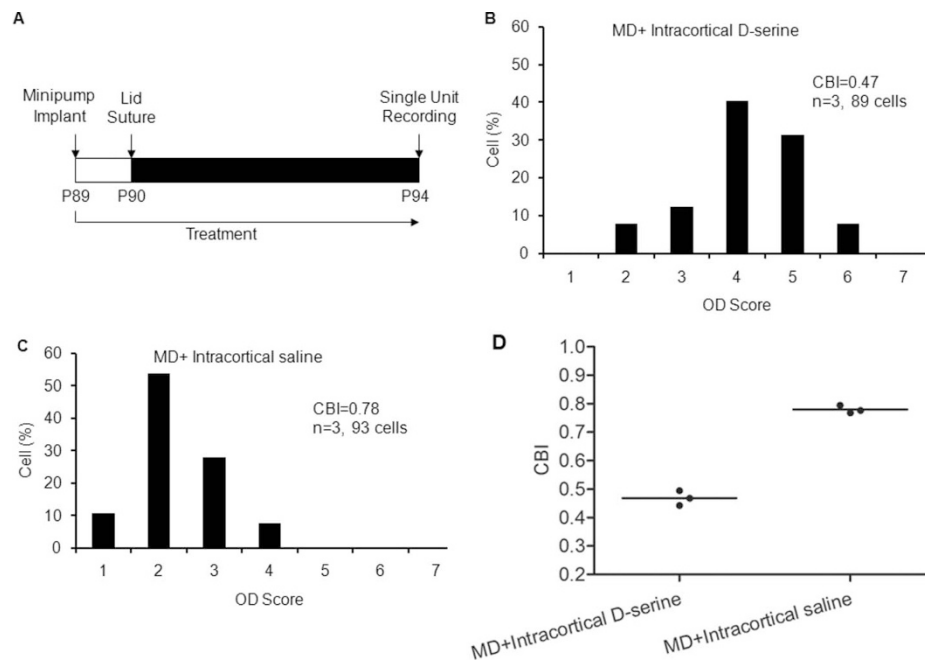 A
Minipump
Implant
Lid
Suture
Single Unit
Recording
P89
P90
P94
Treatment
B
MD+ Intracortical D-serine
CBI=0.47
n=3, 89 cells
Cell (%)
60
50
40
30
20
10
0
1 2 3 4 5 6 7
OD Score
C
MD+ Intracortical saline
CBI=0.78
n=3, 93 cells
Cell (%)
60
50
40
30
20
10
0
1 2 3 4 5 6 7
OD Score
D
CBI
1.0
0.9
0.8
0.7
0.6
0.5
0.4
0.3
0.2
MD+Intracortical D-serine
MD+Intracortical saline